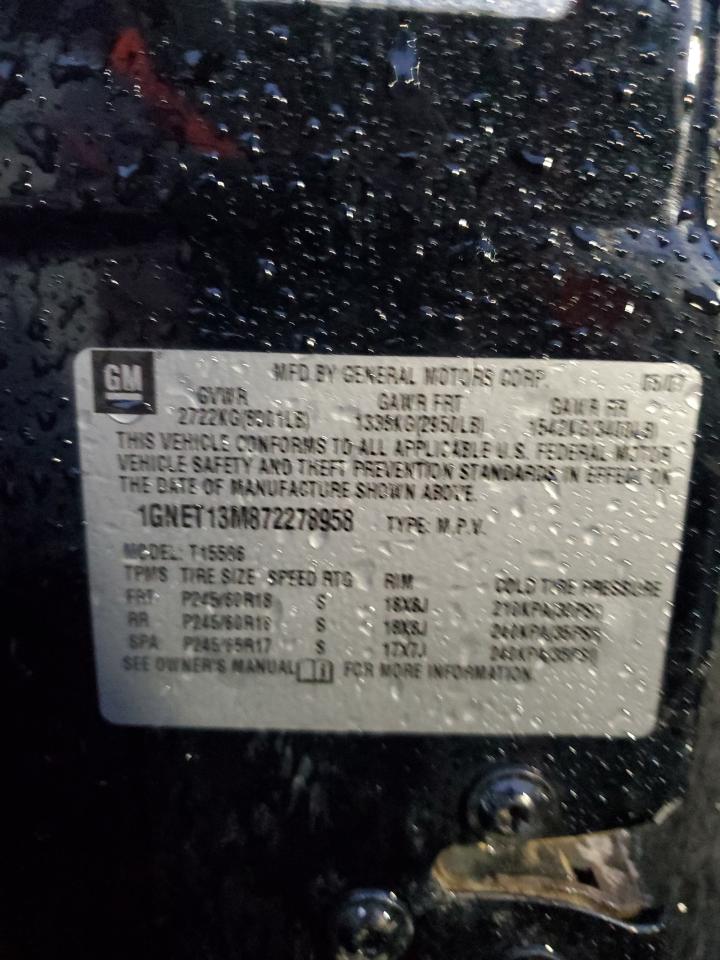 GM
MFD BY GENERAL MOTORS CORP. 05/07
GVWR GAWR FRT GAWR RR
2722KG(6001LB) 1338KG(2950LB) 1542KG(3400LB)
THIS VEHICLE CONFORMS TO ALL APPLICABLE U.S. FEDERAL MOTOR
VEHICLE SAFETY AND THEFT PREVENTION STANDARDS IN EFFECT ON
THE DATE OF MANUFACTURE SHOWN ABOVE.
1GNET13M872278958 TYPE: M.P.V.
MODEL: T15506
TPMS TIRE SIZE SPEED RTG RIM COLD TIRE PRESSURE
FRT P245/60R18 S 18X8J 210KPA(30PSI)
RR P245/60R18 S 18X8J 240KPA(35PSI)
SPA P245/65R17 S 17X7J 240KPA(35PSI)
SEE OWNER'S MANUAL FOR MORE INFORMATION.